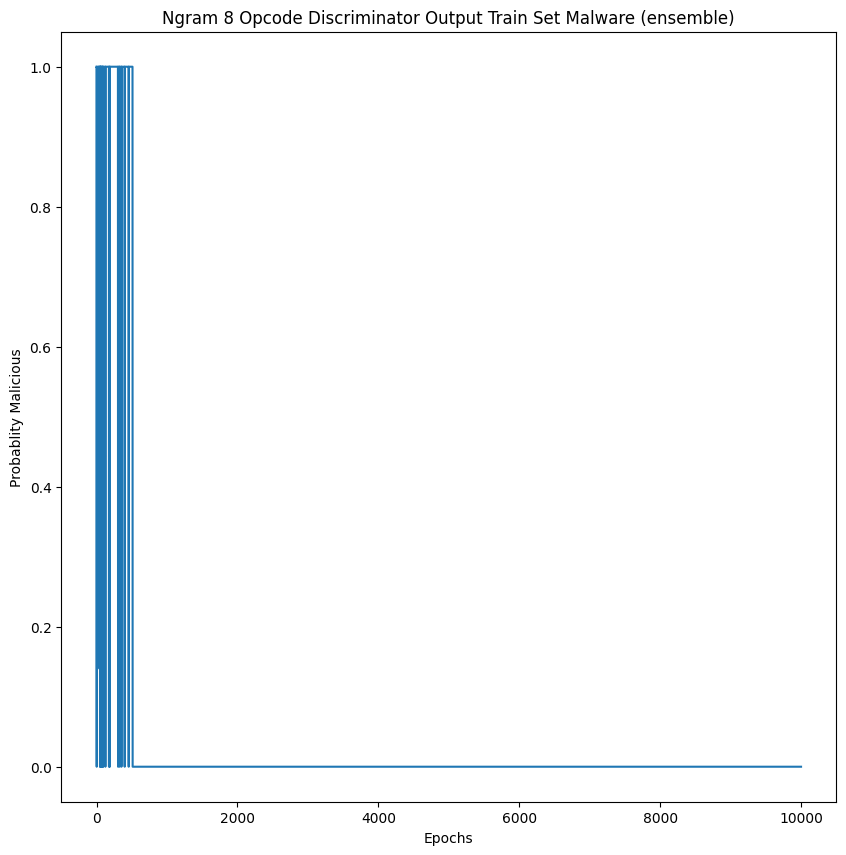 Ngram 8 Opcode Discriminator Output Train Set Malware (ensemble)
1.0
0.8
0.6
0.4
0.2
0.0
Probablity Malicious
0 2000 4000 6000 8000 10000
Epochs